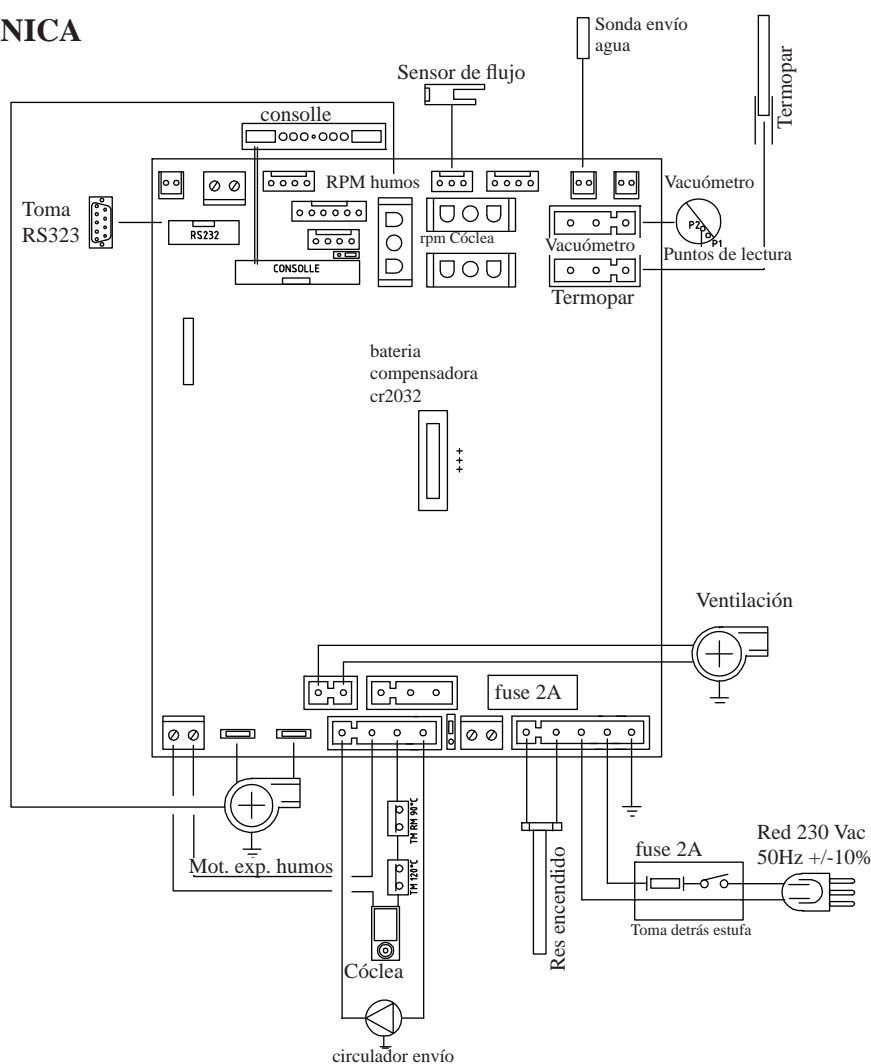 NICA
Sonda envío
agua
Sensor de flujo
Termopar
consolle
RPM humos
Vacuómetro
Toma
RS323
RS232
rpm Cóclea
Vacuómetro
P2
P1
Puntos de lectura
CONSOLLE
Termopar
bateria
compensadora
cr2032
+++
Ventilación
fuse 2A
TM RM 90°C
TM 120°C
Mot. exp. humos
Cóclea
circulador envío
Res encendido
fuse 2A
Toma detrás estufa
Red 230 Vac
50Hz +/-10%